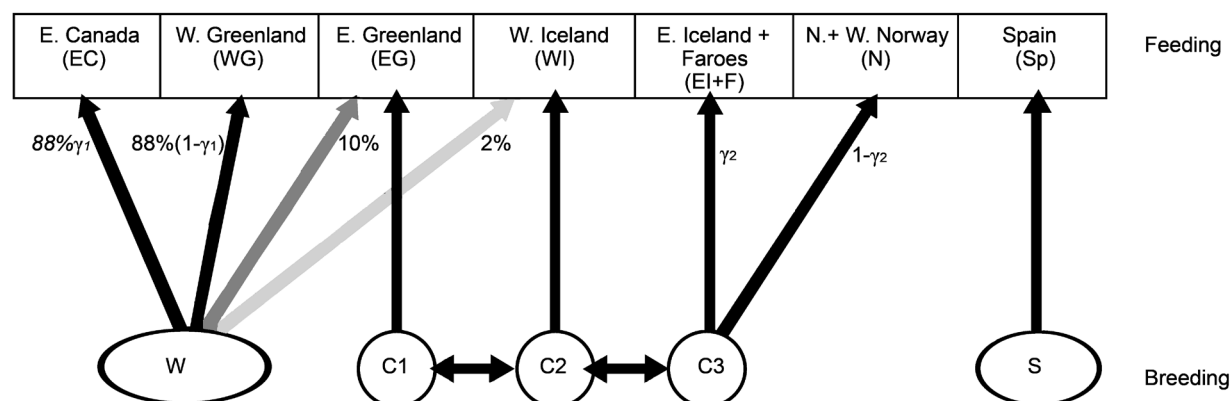 E. Canada
(EC)
W. Greenland
(WG)
E. Greenland
(EG)
W. Iceland
(WI)
E. Iceland +
Faroes
(EI+F)
N.+ W. Norway
(N)
Spain
(Sp)
Feeding
88%γ1
88%(1-γ1)
10%
2%
γ2
1-γ2
W
C1
C2
C3
S
Breeding